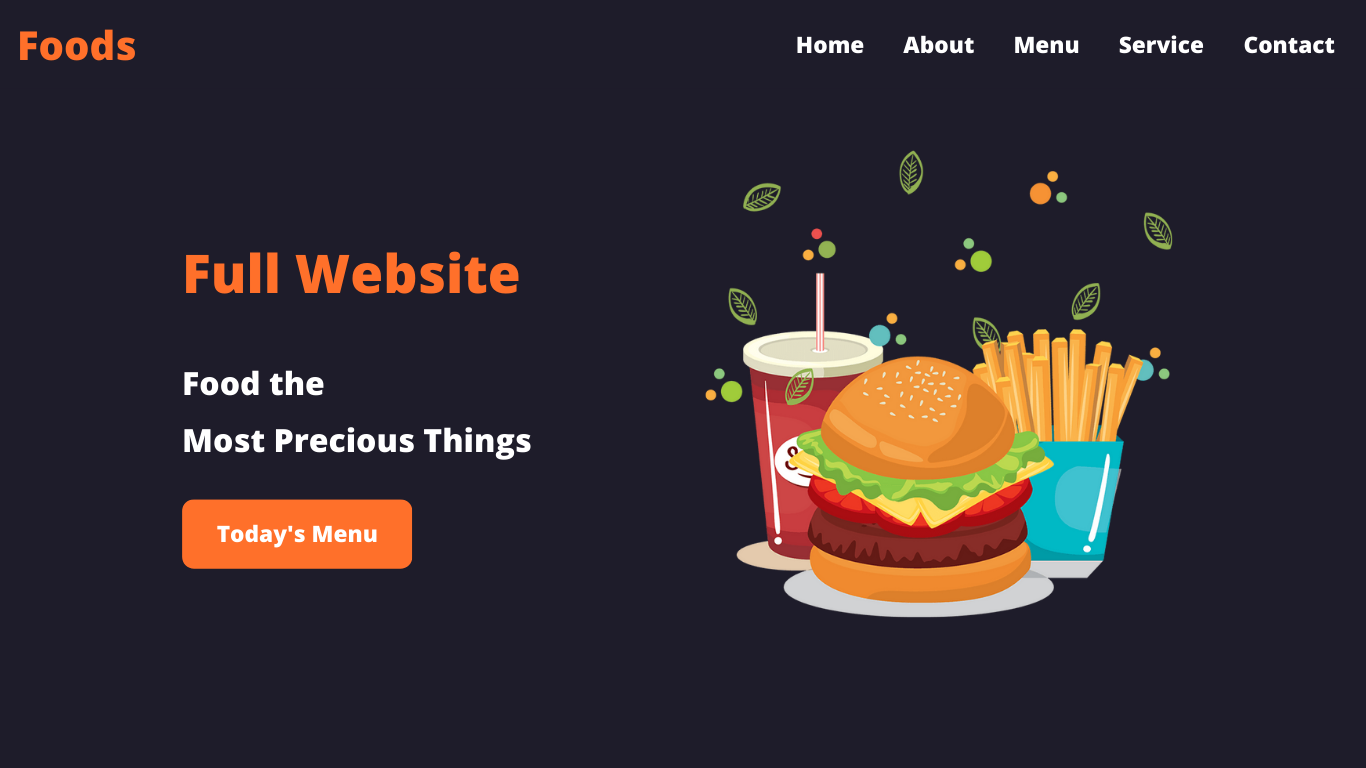 Foods
Home About Menu Service Contact
Full Website
Food the
Most Precious Things
Today's Menu